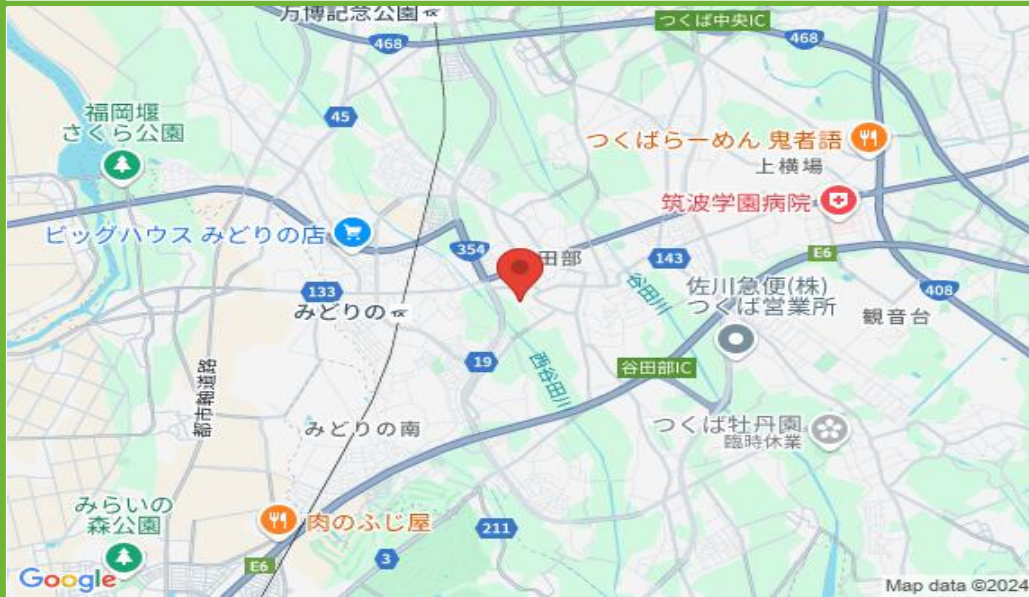 万博記念公園
つくば中央IC
468
468
45
福岡堰
さくら公園
つくばらーめん 鬼者語
上横場
筑波学園病院
ビッグハウス みどりの店
354
田部
143
E6
133
谷田川
佐川急便(株)
つくば営業所
408
みどりの
観音台
19
西谷田川
谷田部IC
都市軸道路
みどりの南
つくば牡丹園
臨時休業
みらいの
森公園
肉のふじ屋
211
3
E6
Google
Map data ©2024